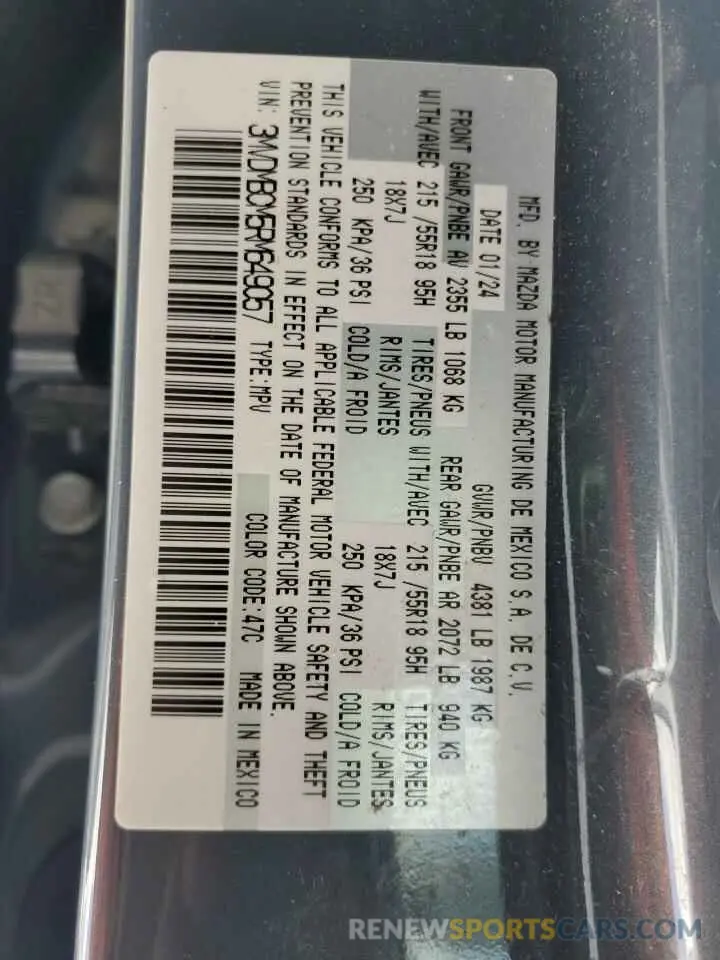 MFD. BY MAZDA MOTOR MANUFACTURING DE MEXICO S.A. DE C.V.
DATE 01/24 GVWR/PNBV 4381 LB 1987 KG
FRONT GAWR/PNBE AV 2355 LB 1068 KG REAR GAWR/PNBE AR 2072 LB 940 KG
WITH/AVEC 215 /55R18 95H TIRES/PNEUS WITH/AVEC 215 /55R18 95H TIRES/PNEUS
18X7J RIMS/JANTES 18X7J RIMS/JANTES
250 KPA/36 PSI COLD/A FROID 250 KPA/36 PSI COLD/A FROID
THIS VEHICLE CONFORMS TO ALL APPLICABLE FEDERAL MOTOR VEHICLE SAFETY AND THEFT
PREVENTION STANDARDS IN EFFECT ON THE DATE OF MANUFACTURE SHOWN ABOVE.
VIN: 3MVDMBCM5RM649057 TYPE:MPV COLOR CODE:47C MADE IN MEXICO
RENEWSPORTSCARS.COM